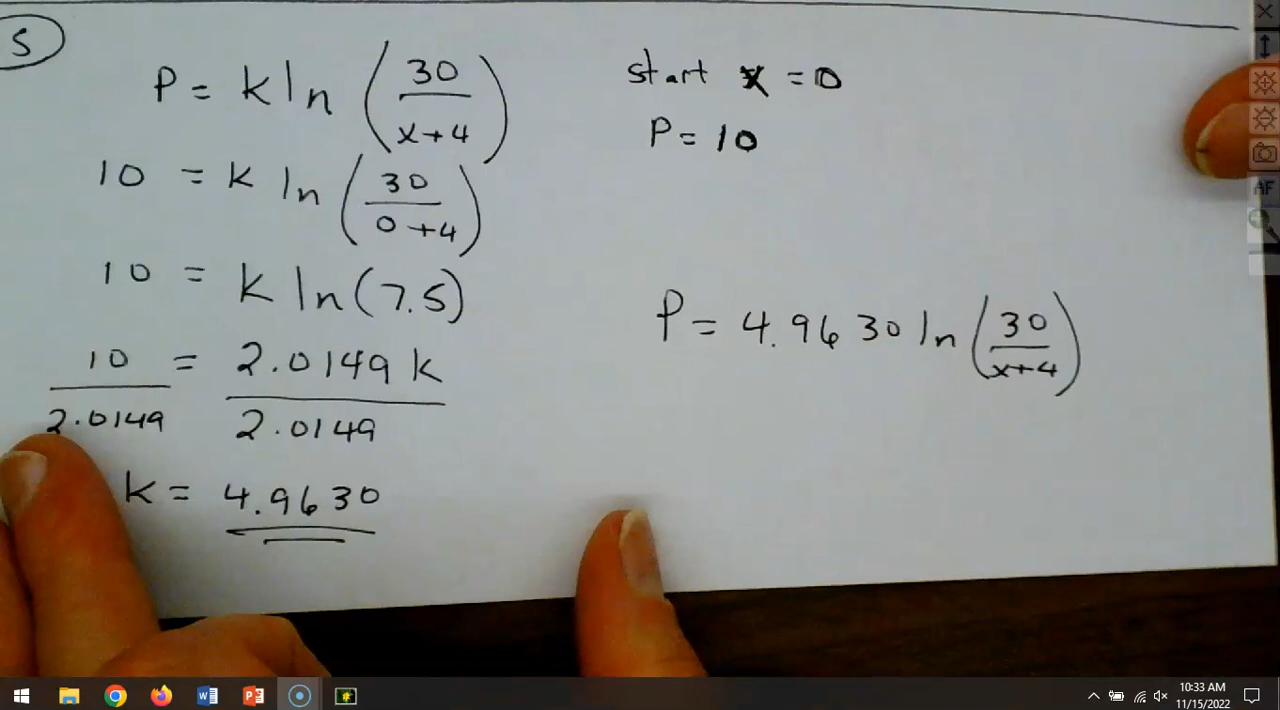 5
P = k ln (30 / x+4)
10 = k ln (30 / 0+4)
10 = k ln (7.5)
10 / 2.0149 = 2.0149 k / 2.0149
k = 4.9630
start x = 0
P = 10
P = 4.9630 ln (30 / x+4)
AF
10:33 AM
11/15/2022